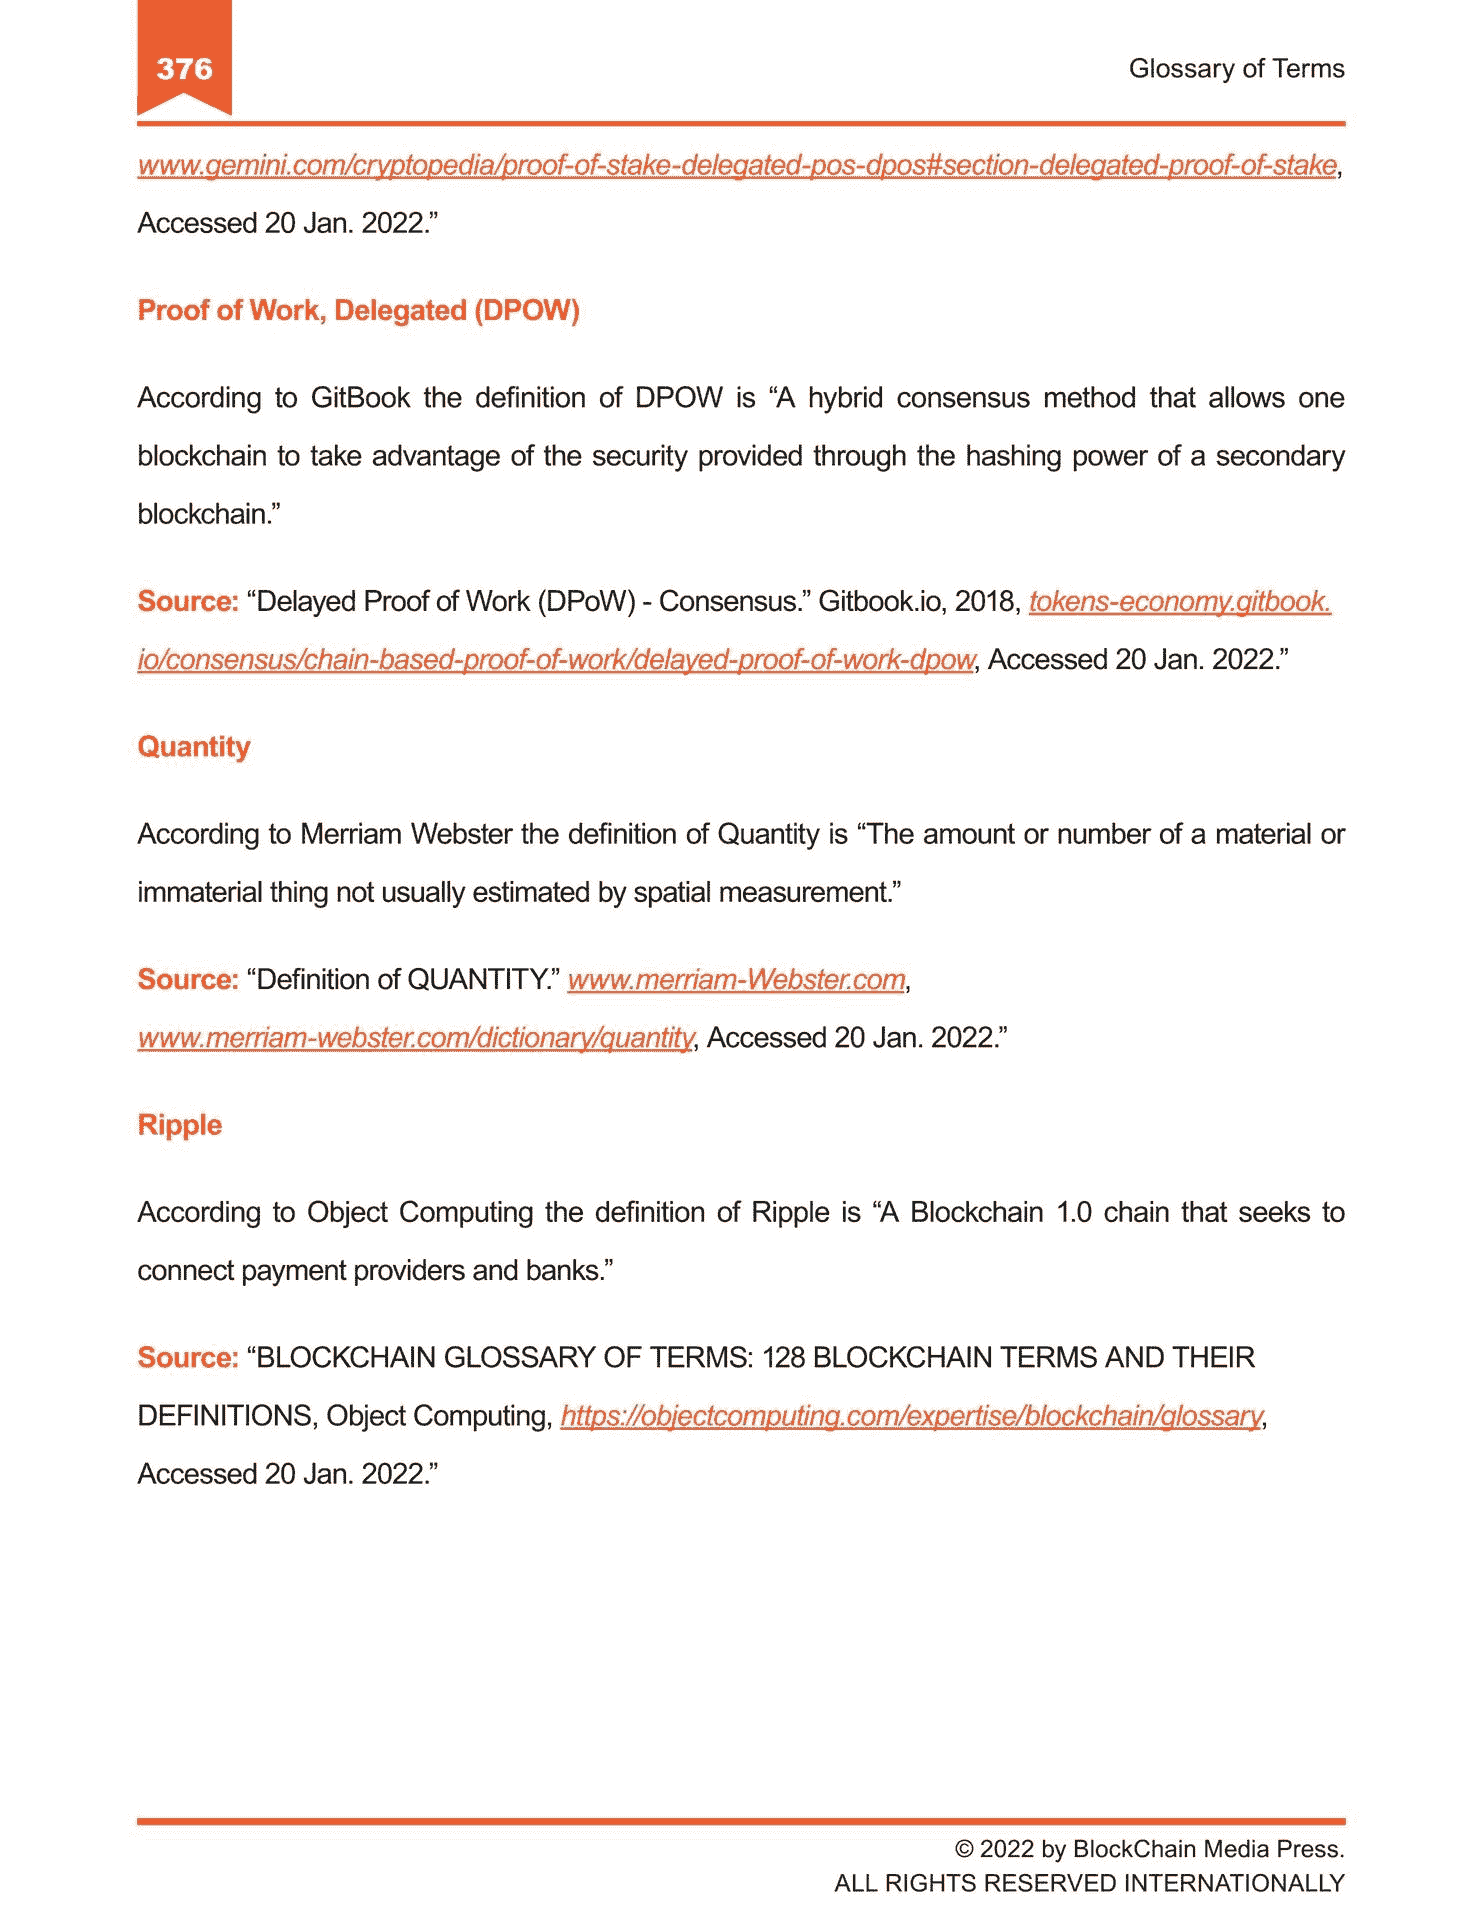 376
Glossary of Terms
www.gemini.com/cryptopedia/proof-of-stake-delegated-pos-dpos#section-delegated-proof-of-stake,
Accessed 20 Jan. 2022.”
Proof of Work, Delegated (DPOW)
According to GitBook the definition of DPOW is “A hybrid consensus method that allows one
blockchain to take advantage of the security provided through the hashing power of a secondary
blockchain.”
Source: “Delayed Proof of Work (DPoW) - Consensus.” Gitbook.io, 2018, tokens-economy.gitbook.
io/consensus/chain-based-proof-of-work/delayed-proof-of-work-dpow, Accessed 20 Jan. 2022.”
Quantity
According to Merriam Webster the definition of Quantity is “The amount or number of a material or
immaterial thing not usually estimated by spatial measurement.”
Source: “Definition of QUANTITY.” www.merriam-Webster.com,
www.merriam-webster.com/dictionary/quantity, Accessed 20 Jan. 2022.”
Ripple
According to Object Computing the definition of Ripple is “A Blockchain 1.0 chain that seeks to
connect payment providers and banks.”
Source: “BLOCKCHAIN GLOSSARY OF TERMS: 128 BLOCKCHAIN TERMS AND THEIR
DEFINITIONS, Object Computing, https://objectcomputing.com/expertise/blockchain/glossary,
Accessed 20 Jan. 2022.”
© 2022 by BlockChain Media Press.
ALL RIGHTS RESERVED INTERNATIONALLY